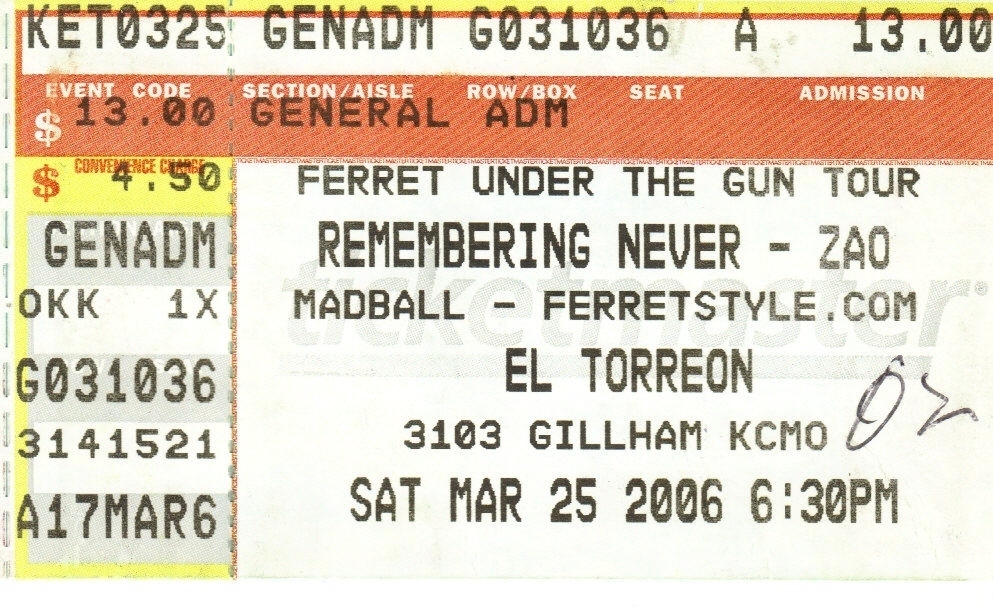 KET0325 GENADM G031036 A 13.00
EVENT CODE SECTION/AISLE ROW/BOX SEAT ADMISSION
$ 13.00 GENERAL ADM
CONVENIENCE CHARGE
$ 4.50
FERRET UNDER THE GUN TOUR
GENADM
REMEMBERING NEVER - ZAO
OKK 1X
MADBALL - FERRETSTYLE.COM
ticketmaster®
G031036
EL TORREON
3141521
3103 GILLHAM KCMO
A17MAR6
SAT MAR 25 2006 6:30PM